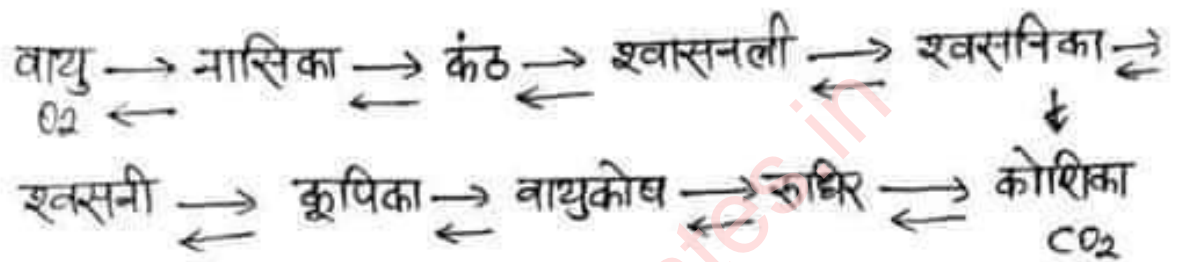 वायु → नासिका ⇄ कंठ ⇄ श्वासनली ⇄ श्वसनिका ⇄
O2 ←
श्वसनी ⇄ कूपिका ⇄ वायुकोष ⇄ रुधिर ⇄ कोशिका
CO2